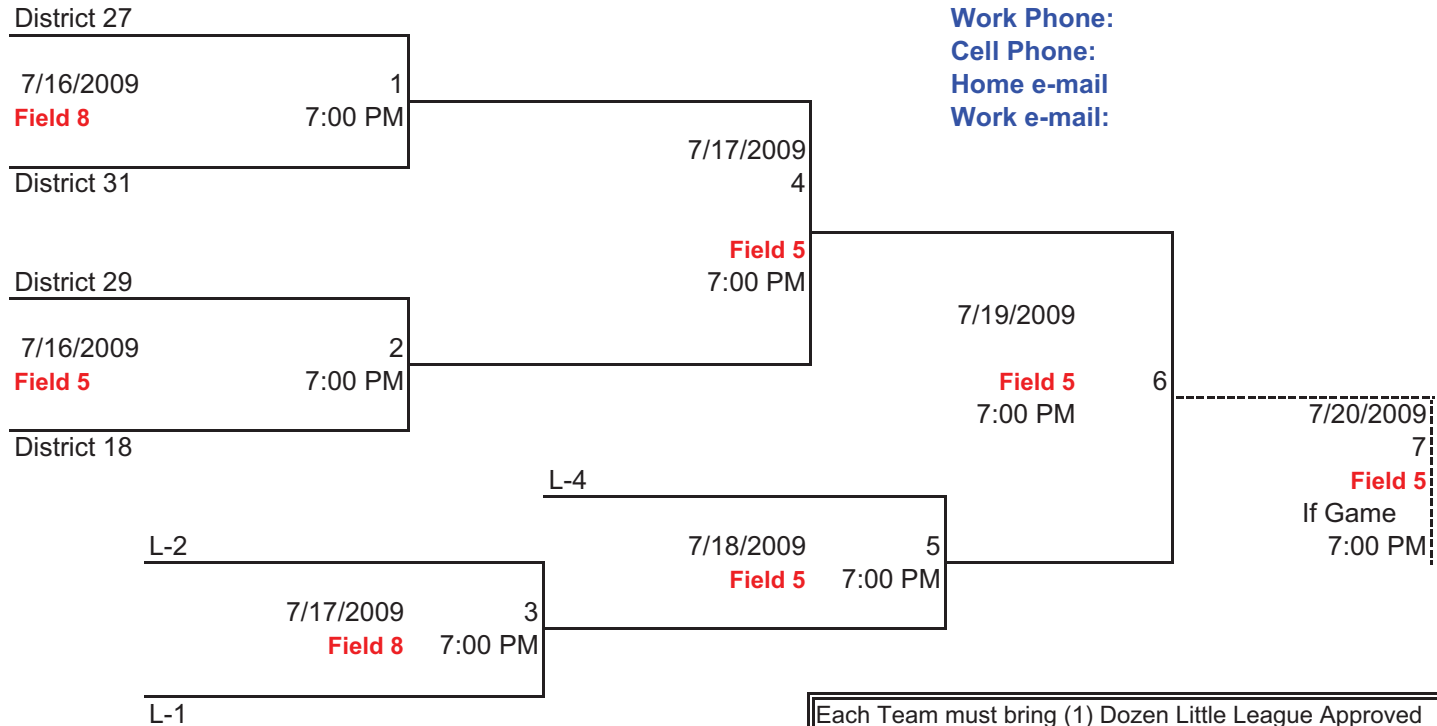 District 27
Work Phone:
Cell Phone:
Home e-mail
Work e-mail:
7/16/2009 1
Field 8 7:00 PM
District 31
7/17/2009
4
Field 5
7:00 PM
District 29
7/16/2009 2
Field 5 7:00 PM
District 18
7/19/2009
Field 5 6
7:00 PM
7/20/2009
7
Field 5
If Game
7:00 PM
L-4
7/18/2009 5
Field 5 7:00 PM
L-2
7/17/2009 3
Field 8 7:00 PM
L-1
Each Team must bring (1) Dozen Little League Approved